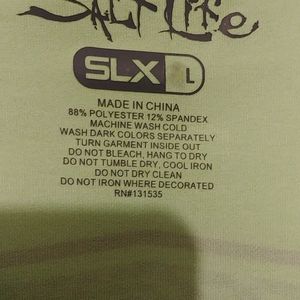 SALT LIFE
SLX L
MADE IN CHINA
88% POLYESTER 12% SPANDEX
MACHINE WASH COLD
WASH DARK COLORS SEPARATELY
TURN GARMENT INSIDE OUT
DO NOT BLEACH, HANG TO DRY
DO NOT TUMBLE DRY, COOL IRON
DO NOT DRY CLEAN
DO NOT IRON WHERE DECORATED
RN#131535